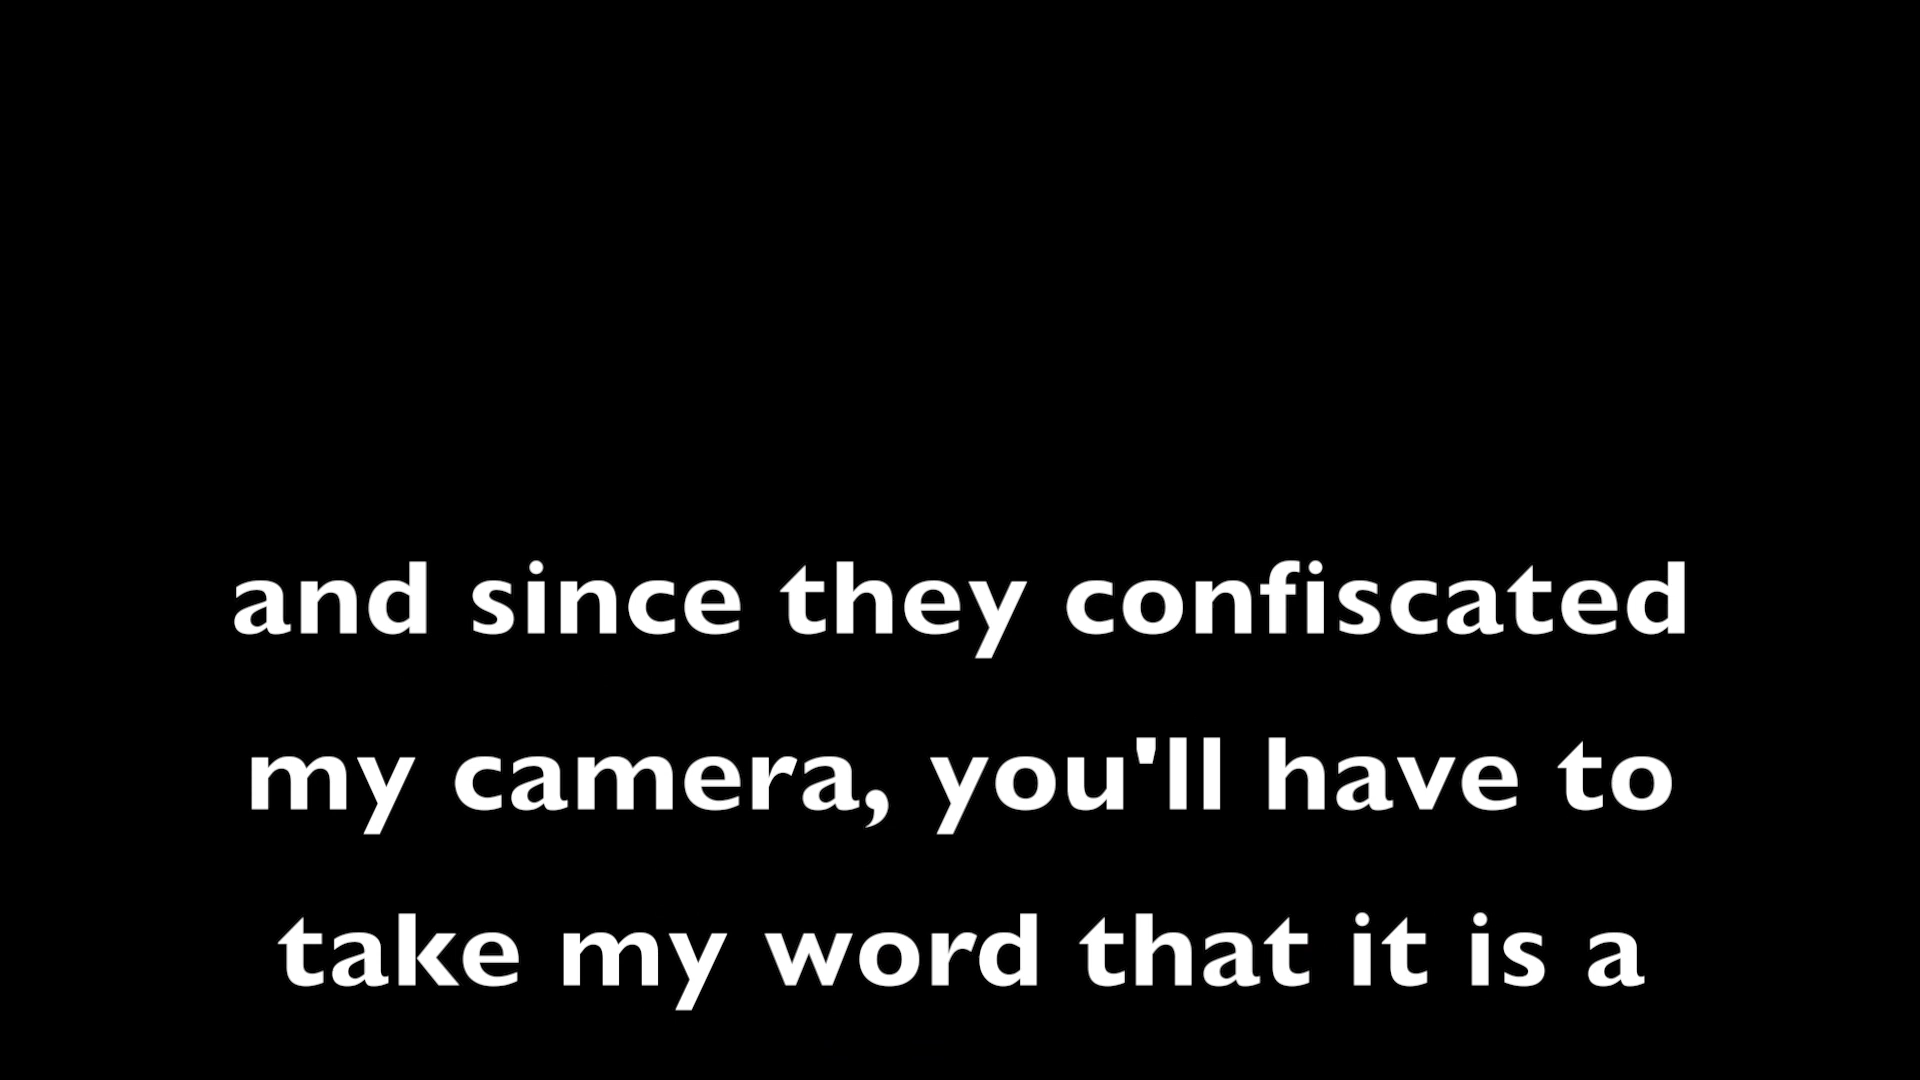 and since they confiscated
my camera, you'll have to
take my word that it is a